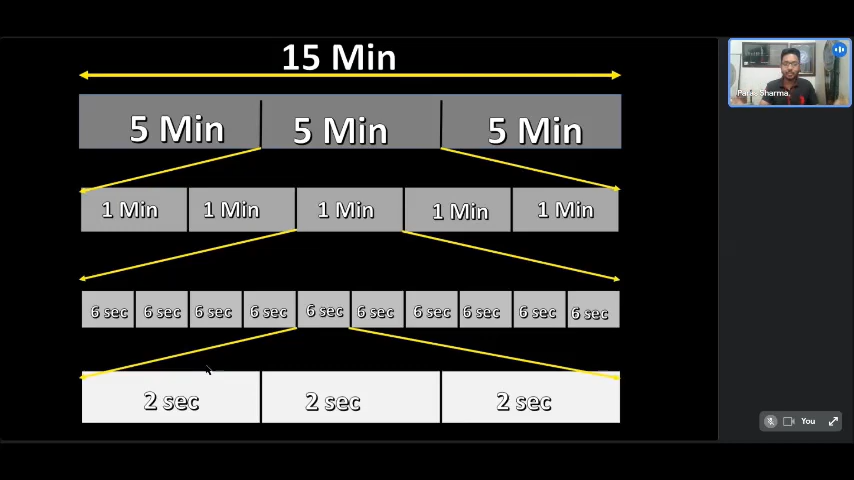 15 Min
5 Min 5 Min 5 Min
1 Min 1 Min 1 Min 1 Min 1 Min
6 sec 6 sec 6 sec 6 sec 6 sec 6 sec 6 sec 6 sec 6 sec 6 sec
2 sec 2 sec 2 sec
Paras Sharma
You